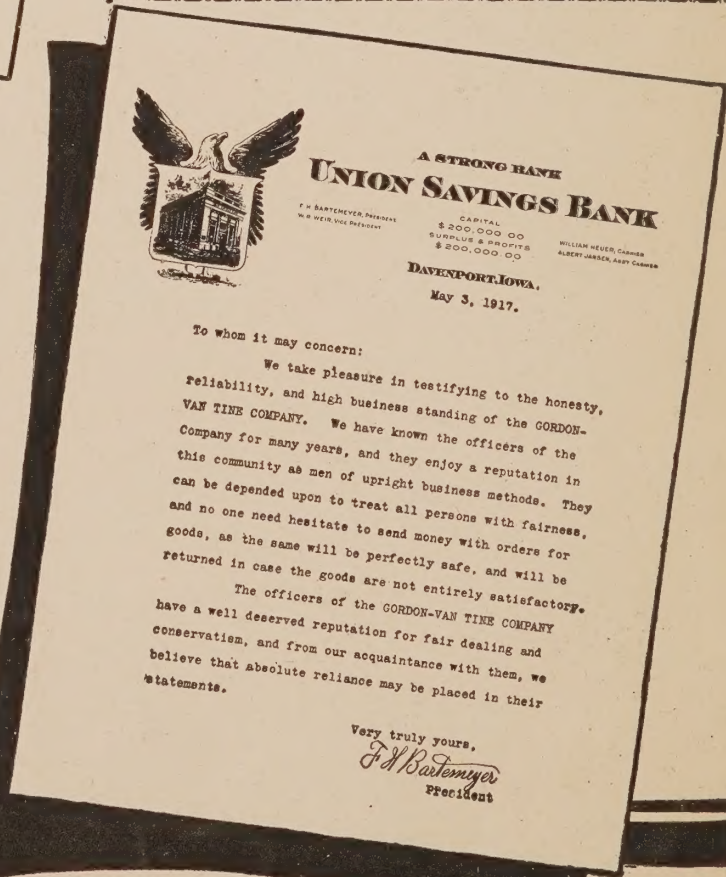 A STRONG BANK
UNION SAVINGS BANK
F. H. BARTEMEYER, PRESIDENT
W. R. WEIR, VICE PRESIDENT
CAPITAL
$200,000.00
SURPLUS & PROFITS
$200,000.00
WILLIAM HEUER, CASHIER
ALBERT JANSEN, ASST CASHIER
DAVENPORT, IOWA,
May 3, 1917.
To whom it may concern:
We take pleasure in testifying to the honesty,
reliability, and high business standing of the GORDON-
VAN TINE COMPANY. We have known the officers of the
Company for many years, and they enjoy a reputation in
this community as men of upright business methods. They
can be depended upon to treat all persons with fairness,
and no one need hesitate to send money with orders for
goods, as the same will be perfectly safe, and will be
returned in case the goods are not entirely satisfactory.
The officers of the GORDON-VAN TINE COMPANY
have a well deserved reputation for fair dealing and
conservatism, and from our acquaintance with them, we
believe that absolute reliance may be placed in their
statements.
Very truly yours,
F H Bartemeyer
President